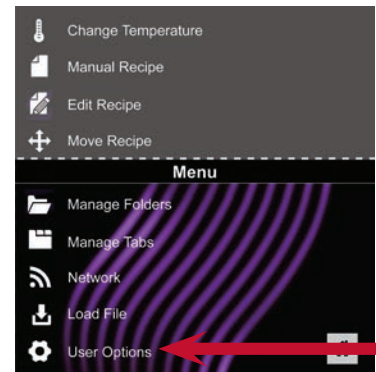 Change Temperature
Manual Recipe
Edit Recipe
Move Recipe
Menu
Manage Folders
Manage Tabs
Network
Load File
User Options